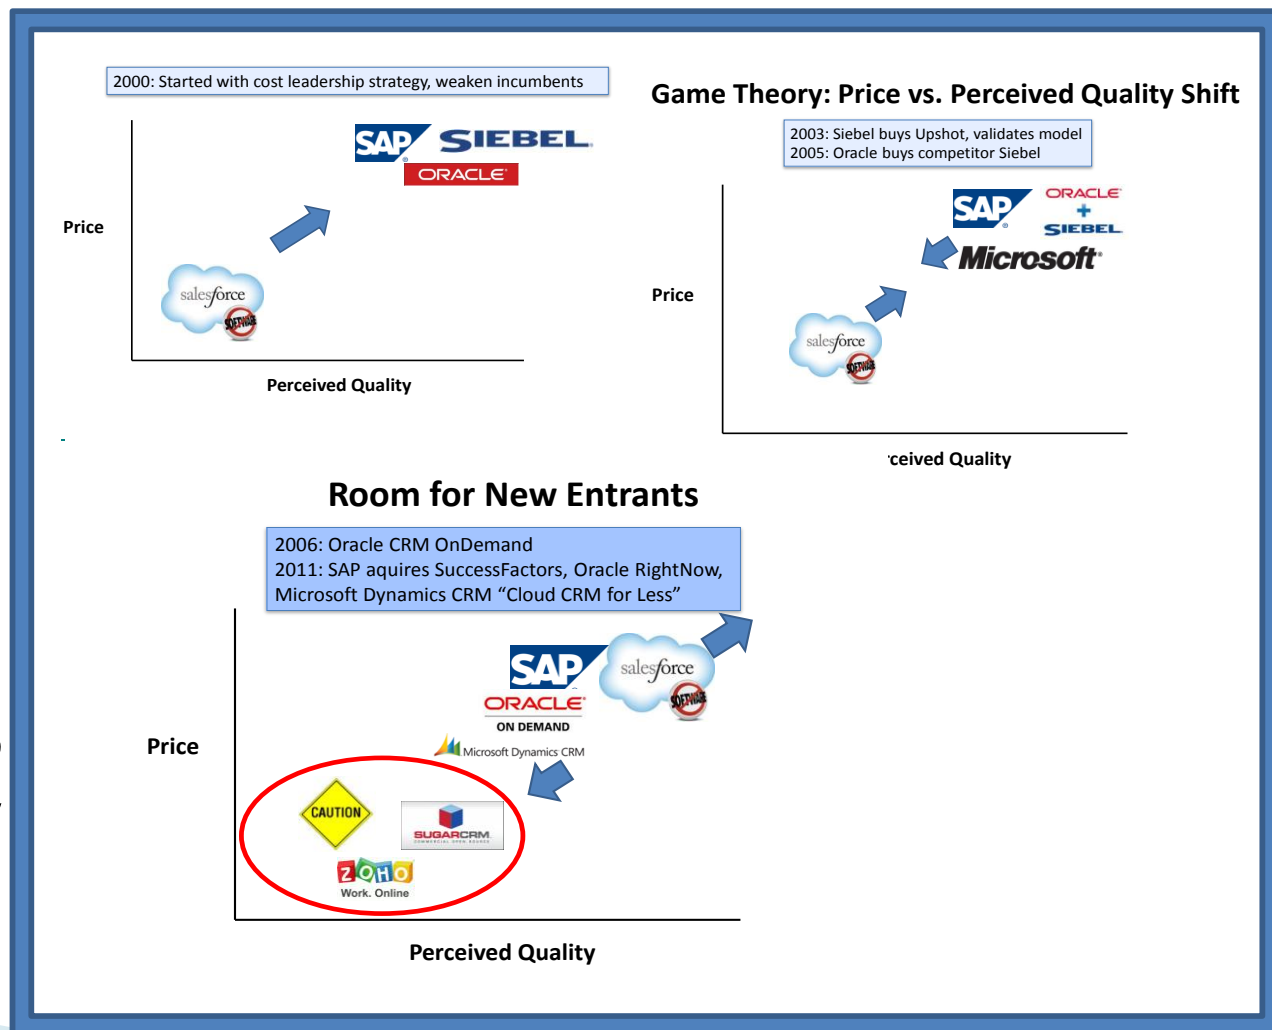 2000: Started with cost leadership strategy, weaken incumbents
SAP
SIEBEL
ORACLE
Price
salesforce
SOFTWARE
Perceived Quality
Game Theory: Price vs. Perceived Quality Shift
2003: Siebel buys Upshot, validates model
2005: Oracle buys competitor Siebel
SAP
ORACLE
+
SIEBEL
Microsoft
Price
salesforce
SOFTWARE
ceived Quality
Room for New Entrants
2006: Oracle CRM OnDemand
2011: SAP aquires SuccessFactors, Oracle RightNow,
Microsoft Dynamics CRM “Cloud CRM for Less”
SAP
salesforce
SOFTWARE
ORACLE
ON DEMAND
Microsoft Dynamics CRM
Price
CAUTION
SUGARCRM
COMMERCIAL OPEN SOURCE
ZOHO
Work. Online
Perceived Quality